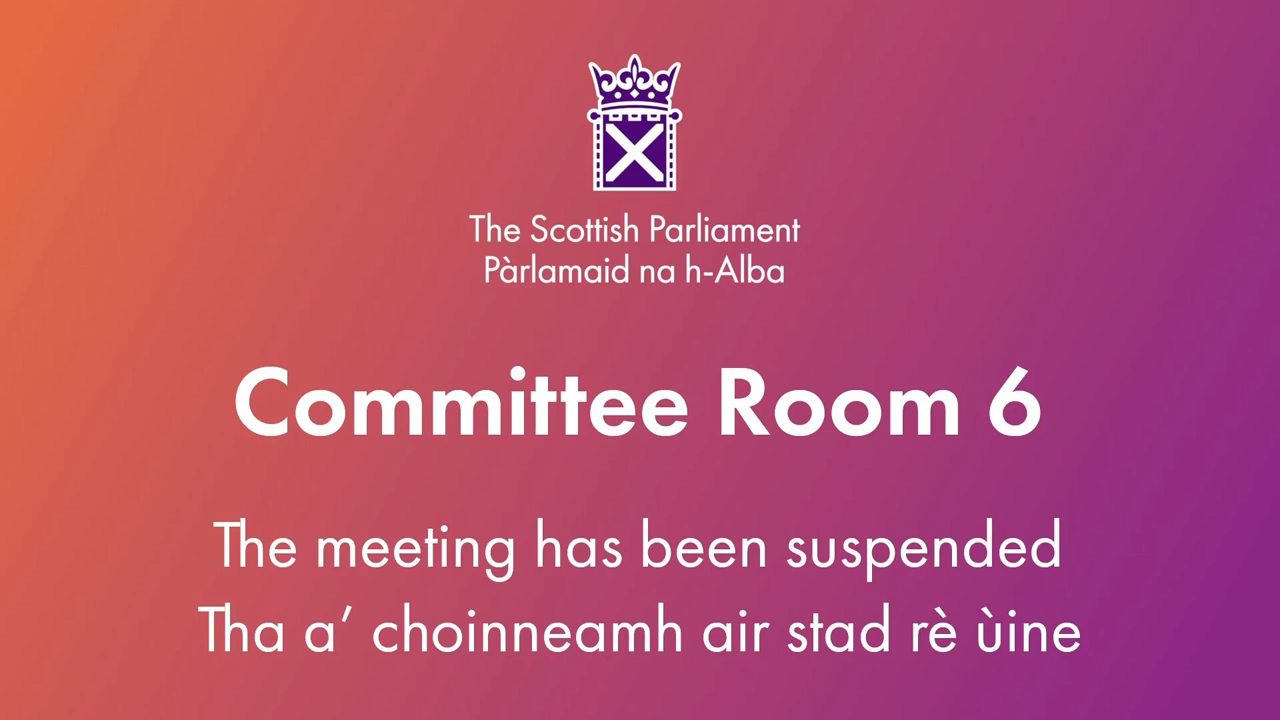 The Scottish Parliament
Pàrlamaid na h-Alba
Committee Room 6
The meeting has been suspended
Tha a’ choinneamh air stad rè ùine